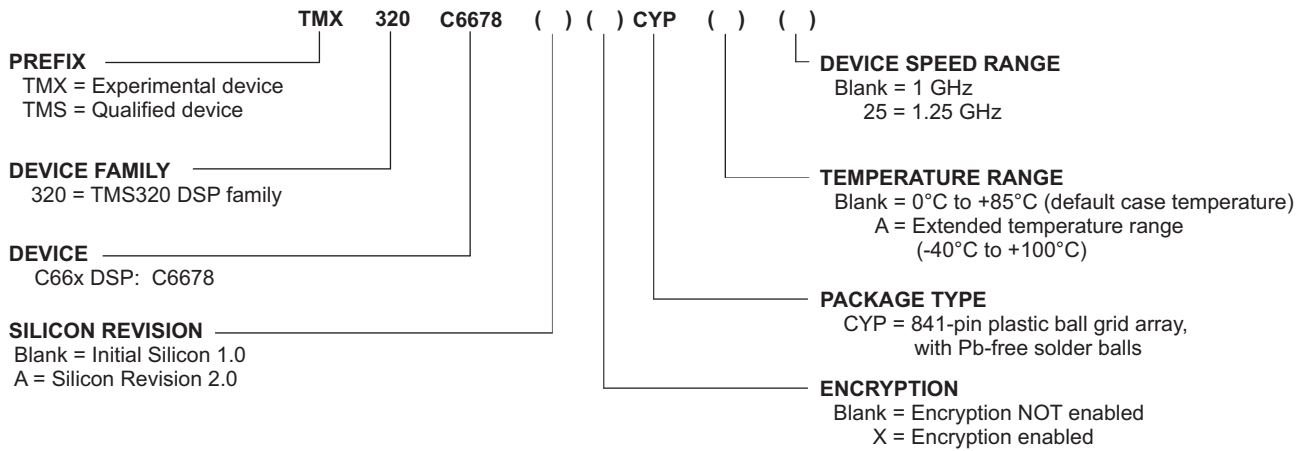 TMX 320 C6678 ( ) ( ) CYP ( ) ( )
PREFIX
TMX = Experimental device
TMS = Qualified device
DEVICE FAMILY
320 = TMS320 DSP family
DEVICE
C66x DSP: C6678
SILICON REVISION
Blank = Initial Silicon 1.0
A = Silicon Revision 2.0
DEVICE SPEED RANGE
Blank = 1 GHz
25 = 1.25 GHz
TEMPERATURE RANGE
Blank = 0°C to +85°C (default case temperature)
A = Extended temperature range
(-40°C to +100°C)
PACKAGE TYPE
CYP = 841-pin plastic ball grid array,
with Pb-free solder balls
ENCRYPTION
Blank = Encryption NOT enabled
X = Encryption enabled